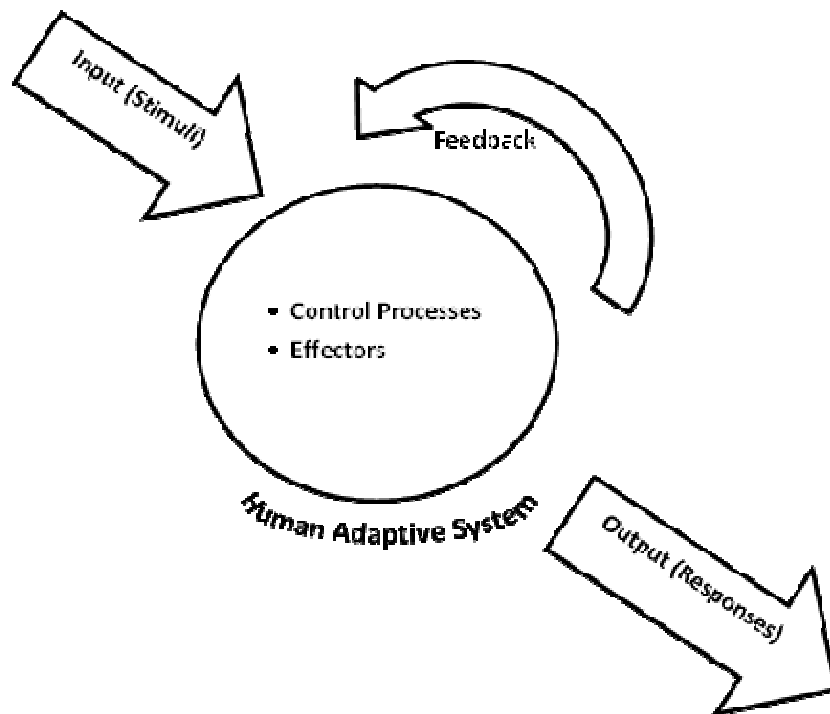 Input (Stimuli)
Feedback
• Control Processes
• Effectors
Human Adaptive System
Output (Responses)